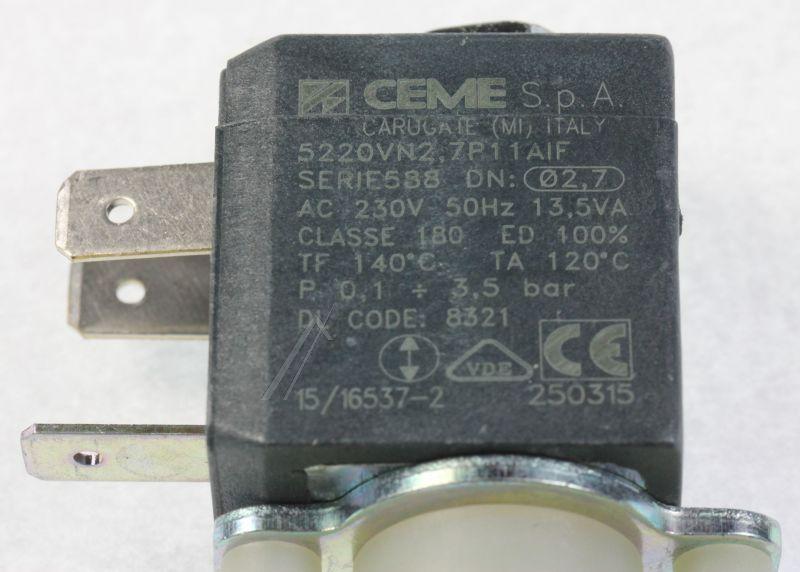 CEME S.p.A.
CARUGATE (MI) ITALY
5220VN2,7P11AIF
SERIE588 DN: Ø2,7
AC 230V 50Hz 13,5VA
CLASSE 180 ED 100%
TF 140°C TA 120°C
P 0,1 ÷ 3,5 bar
DL CODE: 8321
VDE CE
15/16537-2 250315